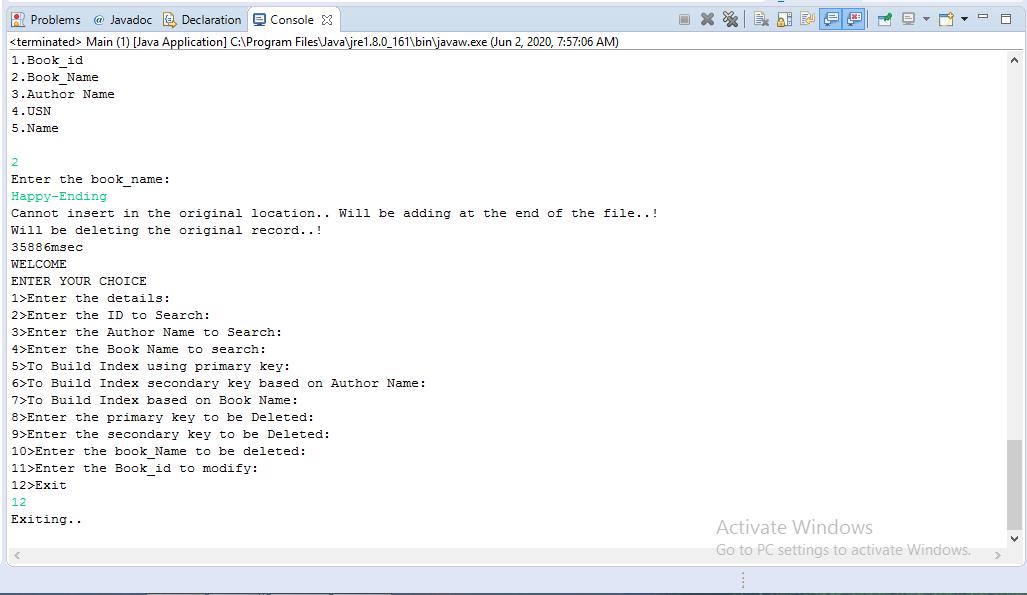 Problems @ Javadoc Declaration Console
<terminated> Main (1) [Java Application] C:\Program Files\Java\jre1.8.0_161\bin\javaw.exe (Jun 2, 2020, 7:57:06 AM)
1.Book_id
2.Book_Name
3.Author Name
4.USN
5.Name
2
Enter the book_name:
Happy-Ending
Cannot insert in the original location.. Will be adding at the end of the file..!
Will be deleting the original record..!
35886msec
WELCOME
ENTER YOUR CHOICE
1>Enter the details:
2>Enter the ID to Search:
3>Enter the Author Name to Search:
4>Enter the Book Name to search:
5>To Build Index using primary key:
6>To Build Index secondary key based on Author Name:
7>To Build Index based on Book Name:
8>Enter the primary key to be Deleted:
9>Enter the secondary key to be Deleted:
10>Enter the book_Name to be deleted:
11>Enter the Book_id to modify:
12>Exit
12
Exiting..
Activate Windows
Go to PC settings to activate Windows.